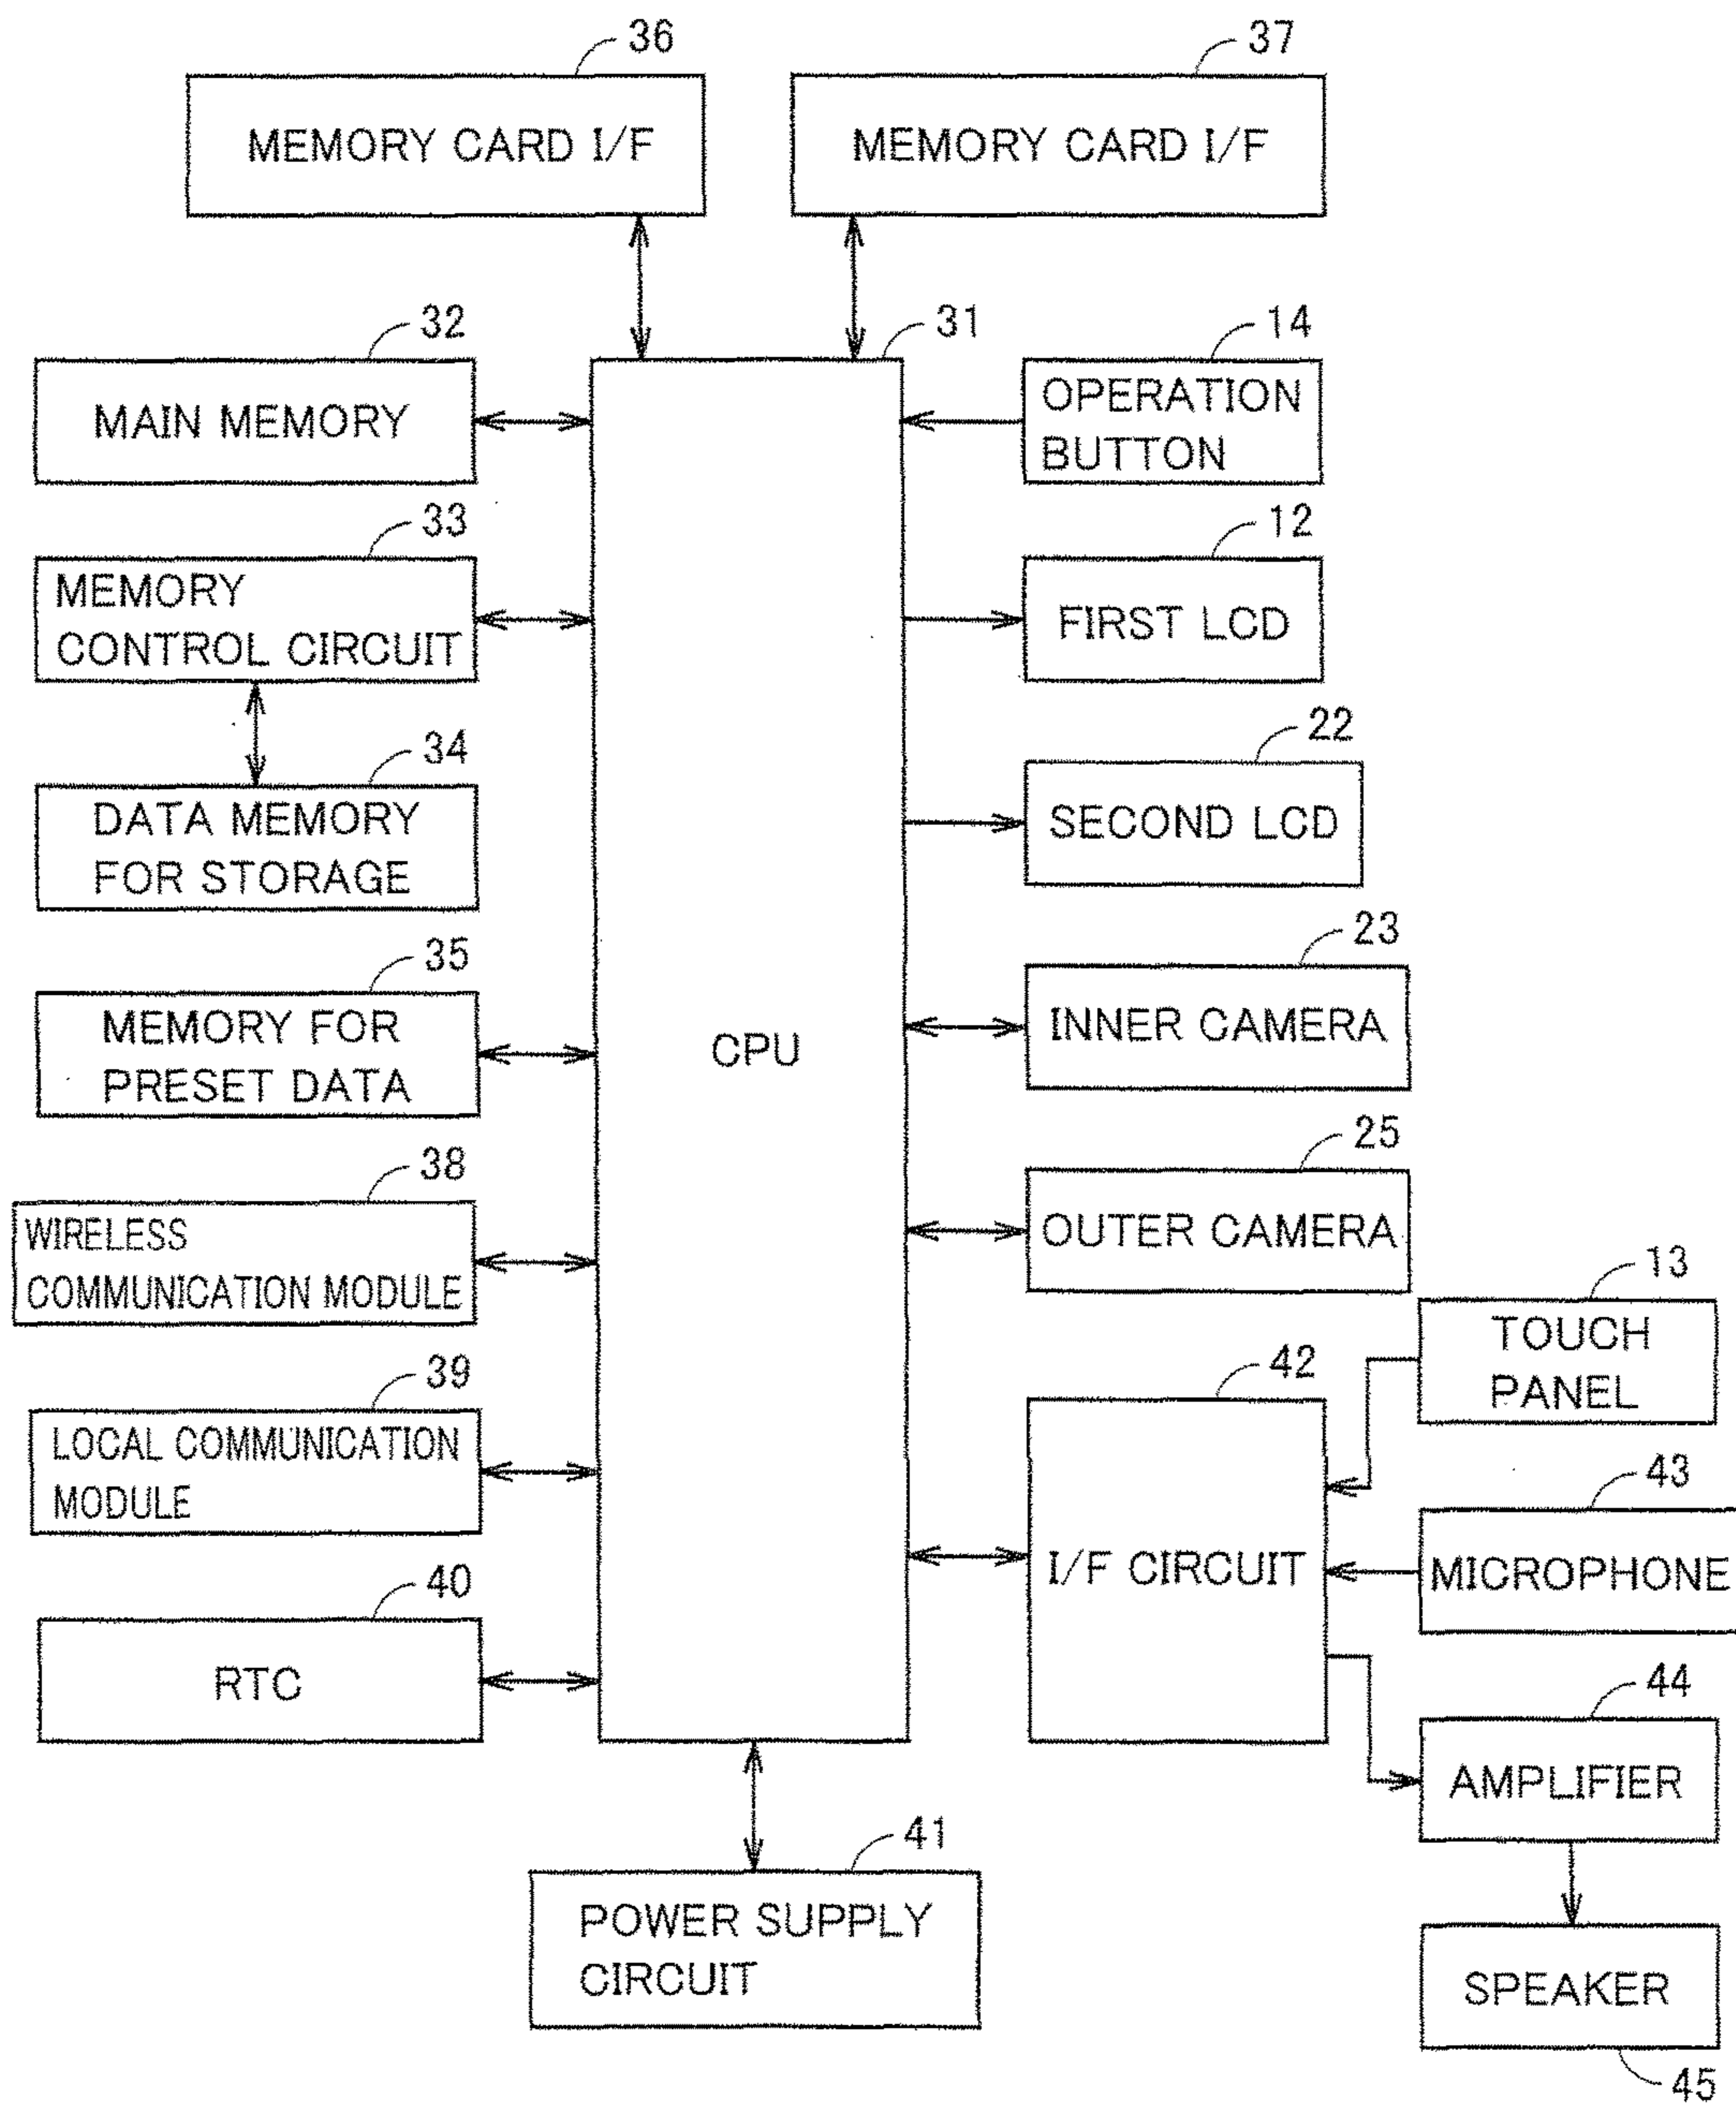 36
37
MEMORY CARD I/F
MEMORY CARD I/F
32
31
14
MAIN MEMORY
OPERATION
BUTTON
33
12
MEMORY
CONTROL CIRCUIT
FIRST LCD
34
22
DATA MEMORY
FOR STORAGE
SECOND LCD
35
23
MEMORY FOR
PRESET DATA
CPU
INNER CAMERA
38
25
WIRELESS
COMMUNICATION MODULE
OUTER CAMERA
13
TOUCH
PANEL
39
42
LOCAL COMMUNICATION
MODULE
43
I/F CIRCUIT
MICROPHONE
40
RTC
44
AMPLIFIER
41
POWER SUPPLY
CIRCUIT
SPEAKER
45